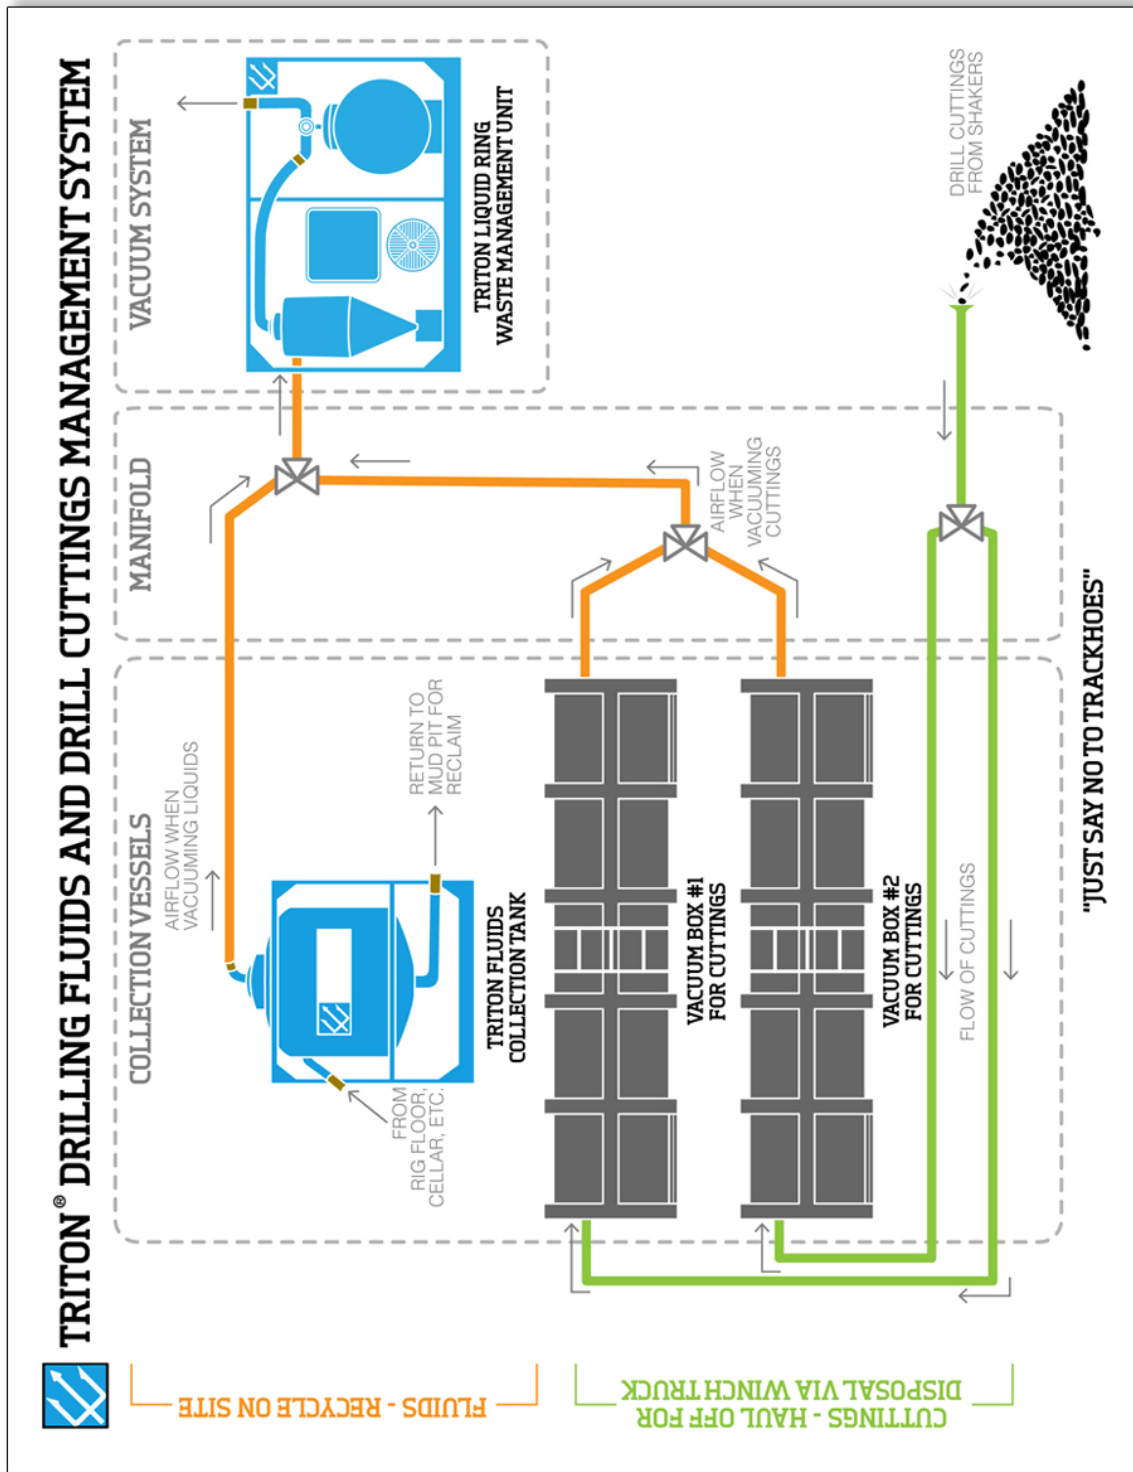 TRITON® DRILLING FLUIDS AND DRILL CUTTINGS MANAGEMENT SYSTEM
COLLECTION VESSELS
MANIFOLD
VACUUM SYSTEM
AIRFLOW WHEN
VACUUMING LIQUIDS
FROM
RIG FLOOR,
CELLAR, ETC.
RETURN TO
MUD PIT FOR
RECLAIM
TRITON FLUIDS
COLLECTION TANK
TRITON LIQUID RING
WASTE MANAGEMENT UNIT
VACUUM BOX #1
FOR CUTTINGS
AIRFLOW
WHEN
VACUUMING
CUTTINGS
VACUUM BOX #2
FOR CUTTINGS
FLOW OF CUTTINGS
DRILL CUTTINGS
FROM SHAKERS
"JUST SAY NO TO TRACKHOES"
FLUIDS - RECYCLE ON SITE
CUTTINGS - HAUL OFF FOR
DISPOSAL VIA WINCH TRUCK